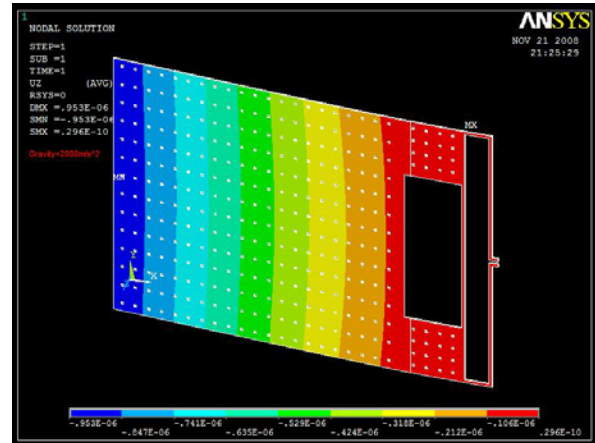 1
NODAL SOLUTION
STEP=1
SUB =1
TIME=1
UZ (AVG)
RSYS=0
DMX =.953E-06
SMN =-.953E-06
SMX =.296E-10
Gravity=2500m/s^2
ANSYS
NOV 21 2008
21:25:29
MX
MN
Y
X
-.953E-06 -.741E-06 -.529E-06 -.318E-06 -.106E-06
-.847E-06 -.635E-06 -.424E-06 -.212E-06 .296E-10